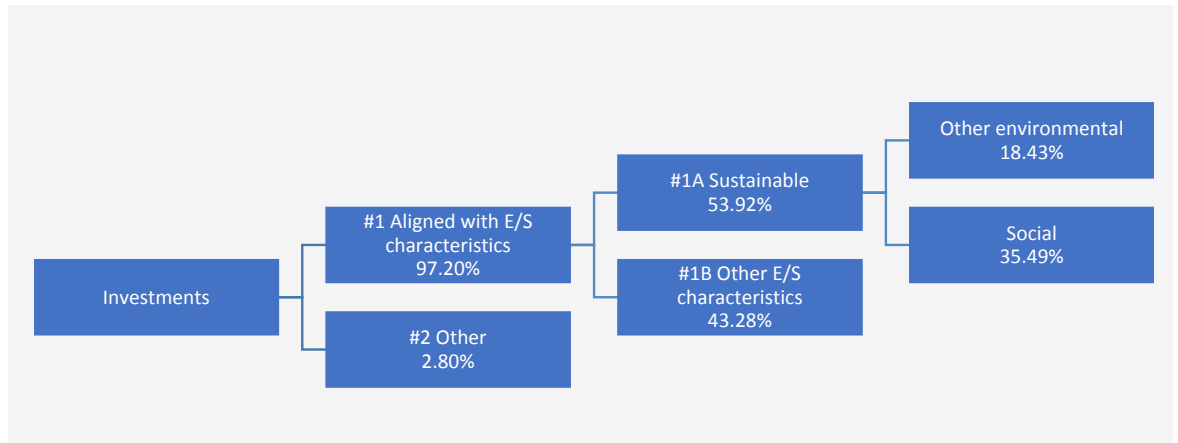 Investments
#1 Aligned with E/S
characteristics
97.20%
#2 Other
2.80%
#1A Sustainable
53.92%
#1B Other E/S
characteristics
43.28%
Other environmental
18.43%
Social
35.49%